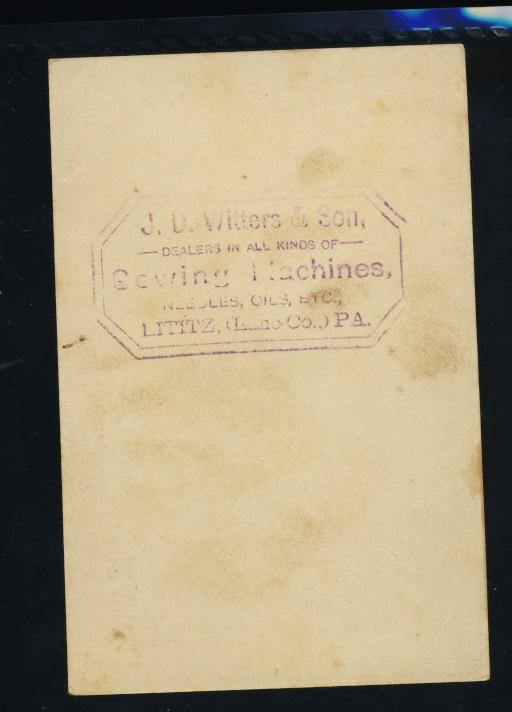 J. D. Witters & Son,
—DEALERS IN ALL KINDS OF—
Sewing Machines,
NEEDLES, OILS, ETC.,
LITITZ, (Lanc Co.,) PA.